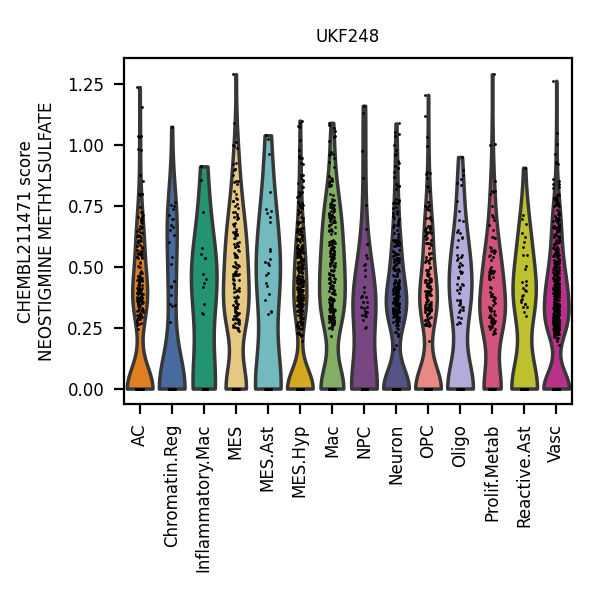 UKF248
CHEMBL211471 score
NEOSTIGMINE METHYLSULFATE
1.25
1.00
0.75
0.50
0.25
0.00
AC
Chromatin.Reg
Inflammatory.Mac
MES
MES.Ast
MES.Hyp
Mac
NPC
Neuron
OPC
Oligo
Prolif.Metab
Reactive.Ast
Vasc